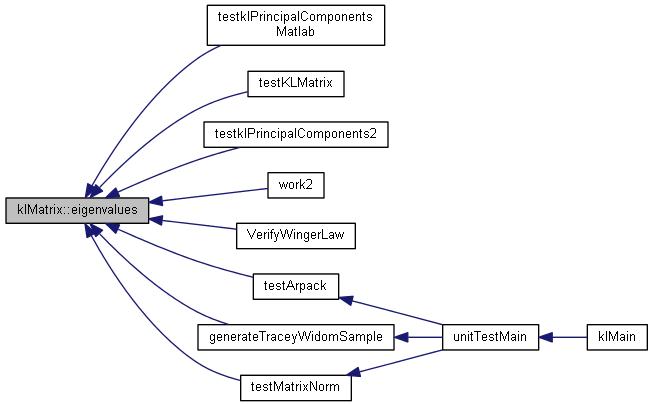 testklPrincipalComponents
Matlab
testKLMatrix
testklPrincipalComponents2
klMatrix::eigenvalues
work2
VerifyWingerLaw
testArpack
generateTraceyWidomSample
unitTestMain
klMain
testMatrixNorm